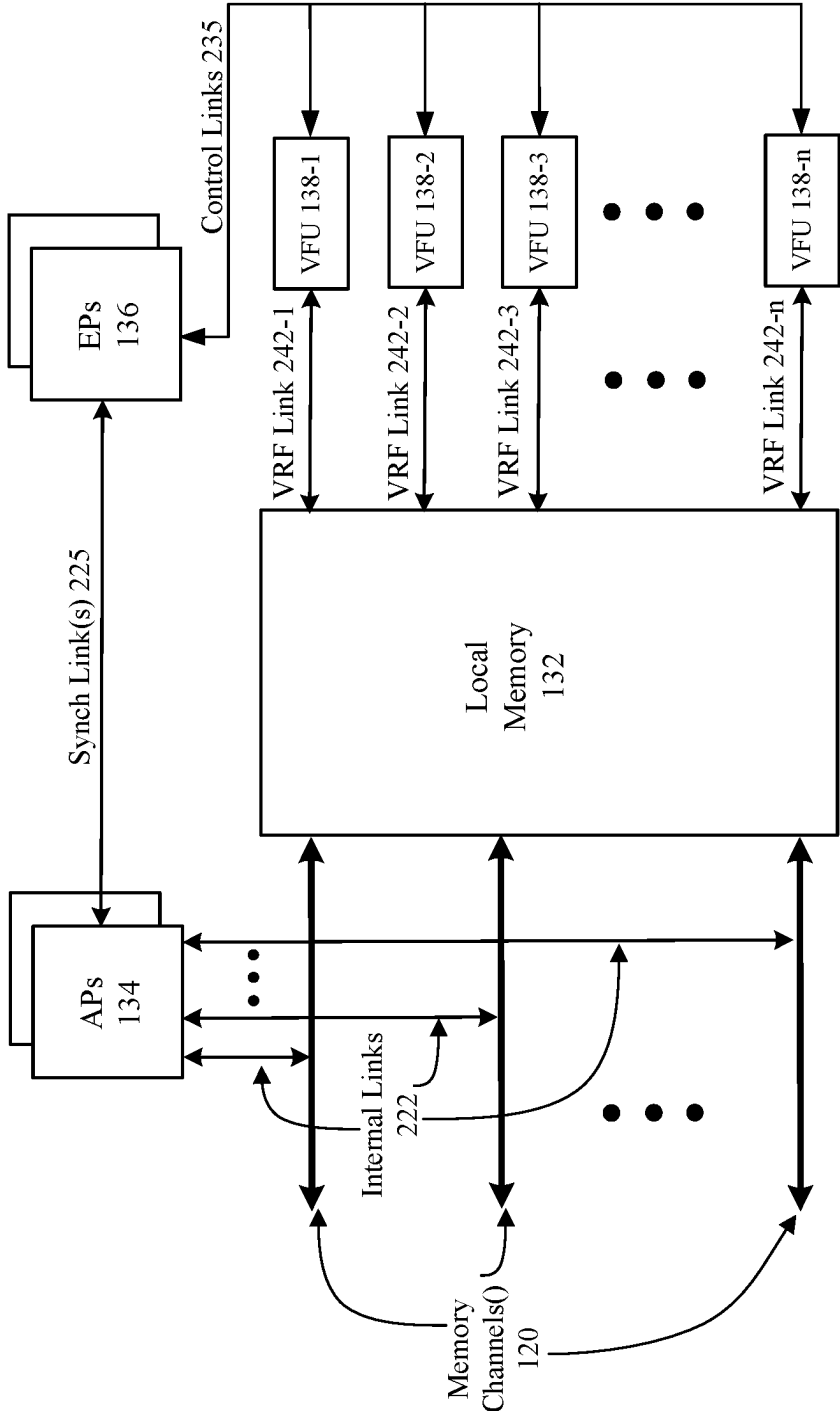 Synch Link(s) 225
APs
134
EPs
136
Control Links 235
Internal Links
222
Memory
Channels()
120
Local
Memory
132
VRF Link 242-1
VFU 138-1
VRF Link 242-2
VFU 138-2
VRF Link 242-3
VFU 138-3
VRF Link 242-n
VFU 138-n